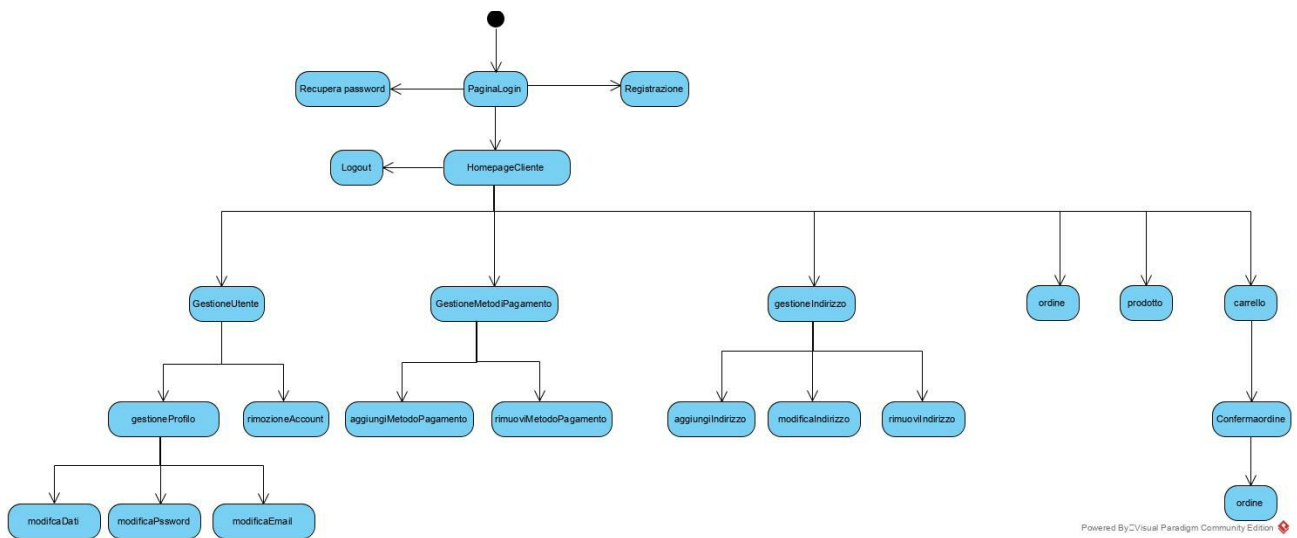 Recupera password
PaginaLogin
Registrazione
Logout
HomepageCliente
GestioneUtente
GestioneMetodiPagamento
gestioneIndirizzo
ordine
prodotto
carrello
gestioneProfilo
rimozioneAccount
aggiungiMetodoPagamento
rimuoviMetodoPagamento
aggiungiIndirizzo
modificaIndirizzo
rimuoviIndirizzo
Confermaordine
modifcaDati
modificaPssword
modificaEmail
ordine
Powered By Visual Paradigm Community Edition